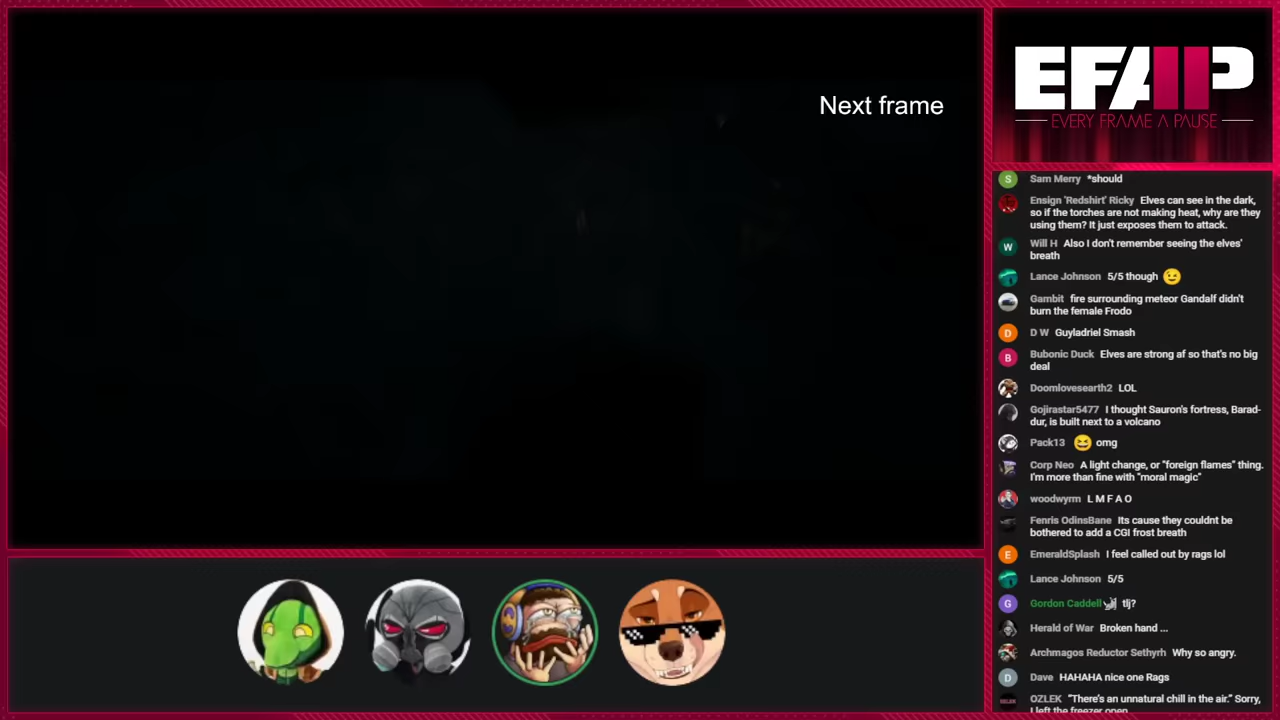 Next frame
EFAP
EVERY FRAME A PAUSE
S Sam Merry *should
Ensign 'Redshirt' Ricky Elves can see in the dark,
so if the torches are not making heat, why are they
using them? It just exposes them to attack.
W Will H Also I don't remember seeing the elves'
breath
Lance Johnson 5/5 though 😉
Gambit fire surrounding meteor Gandalf didn't
burn the female Frodo
D D W Guyladriel Smash
B Bubonic Duck Elves are strong af so that's no big
deal
Doomlovesearth2 LOL
Gojirastar5477 I thought Sauron's fortress, Barad-
dur, is built next to a volcano
Pack13 😆 omg
Corp Neo A light change, or "foreign flames" thing.
I'm more than fine with "moral magic"
woodwyrm L M F A O
Fenris OdinsBane Its cause they couldnt be
bothered to add a CGI frost breath
E EmeraldSplash I feel called out by rags lol
Lance Johnson 5/5
G Gordon Caddell tlj?
Herald of War Broken hand ...
Archmagos Reductor Sethyrh Why so angry.
D Dave HAHAHA nice one Rags
OZLEK "There's an unnatural chill in the air." Sorry,
I left the freezer open